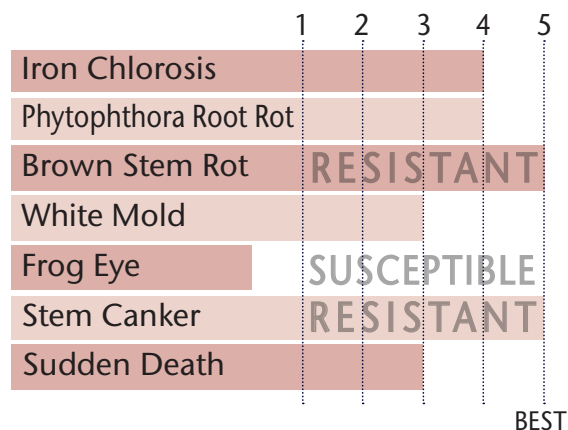 1 2 3 4 5
Iron Chlorosis
Phytophthora Root Rot
Brown Stem Rot RESISTANT
White Mold
Frog Eye SUSCEPTIBLE
Stem Canker RESISTANT
Sudden Death
BEST